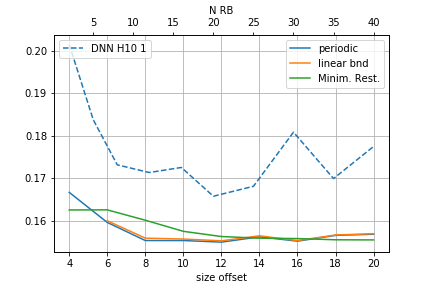 N RB
5 10 15 20 25 30 35 40
DNN H10 1
periodic
linear bnd
Minim. Rest.
0.20
0.19
0.18
0.17
0.16
4 6 8 10 12 14 16 18 20
size offset